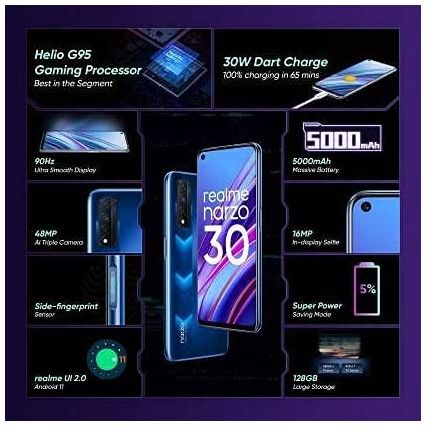 Helio G95
Gaming Processor
Best in the Segment
30W Dart Charge
100% charging in 65 mins
90Hz
Ultra Smooth Display
5000mAh
5000mAh
Massive Battery
48MP
AI Triple Camera
realme
narzo
30
16MP
In-display Selfie
Side-fingerprint
Sensor
5%
Super Power
Saving Mode
narzo
11
realme UI 2.0
Android 11
128GB
Large Storage